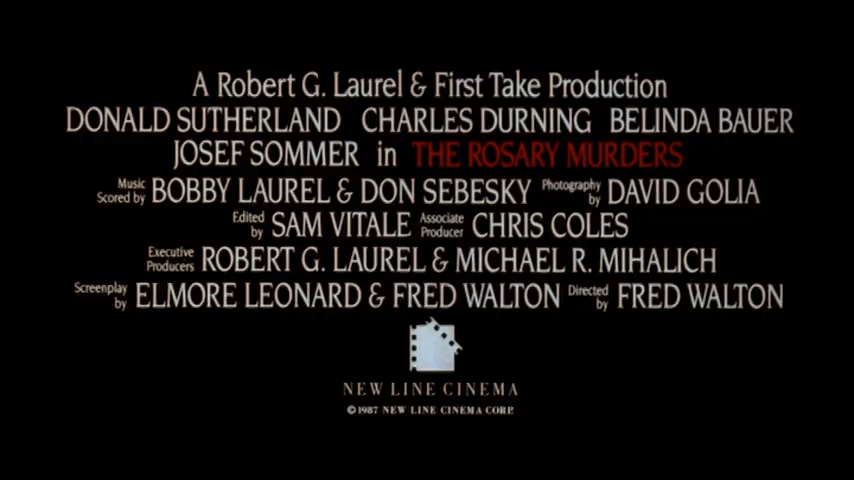 A Robert G. Laurel & First Take Production
DONALD SUTHERLAND CHARLES DURNING BELINDA BAUER
JOSEF SOMMER in THE ROSARY MURDERS
Music Scored by BOBBY LAUREL & DON SEBESKY Photography by DAVID GOLIA
Edited by SAM VITALE Associate Producer CHRIS COLES
Executive Producers ROBERT G. LAUREL & MICHAEL R. MIHALICH
Screenplay by ELMORE LEONARD & FRED WALTON Directed by FRED WALTON
NEW LINE CINEMA
©1987 NEW LINE CINEMA CORP.